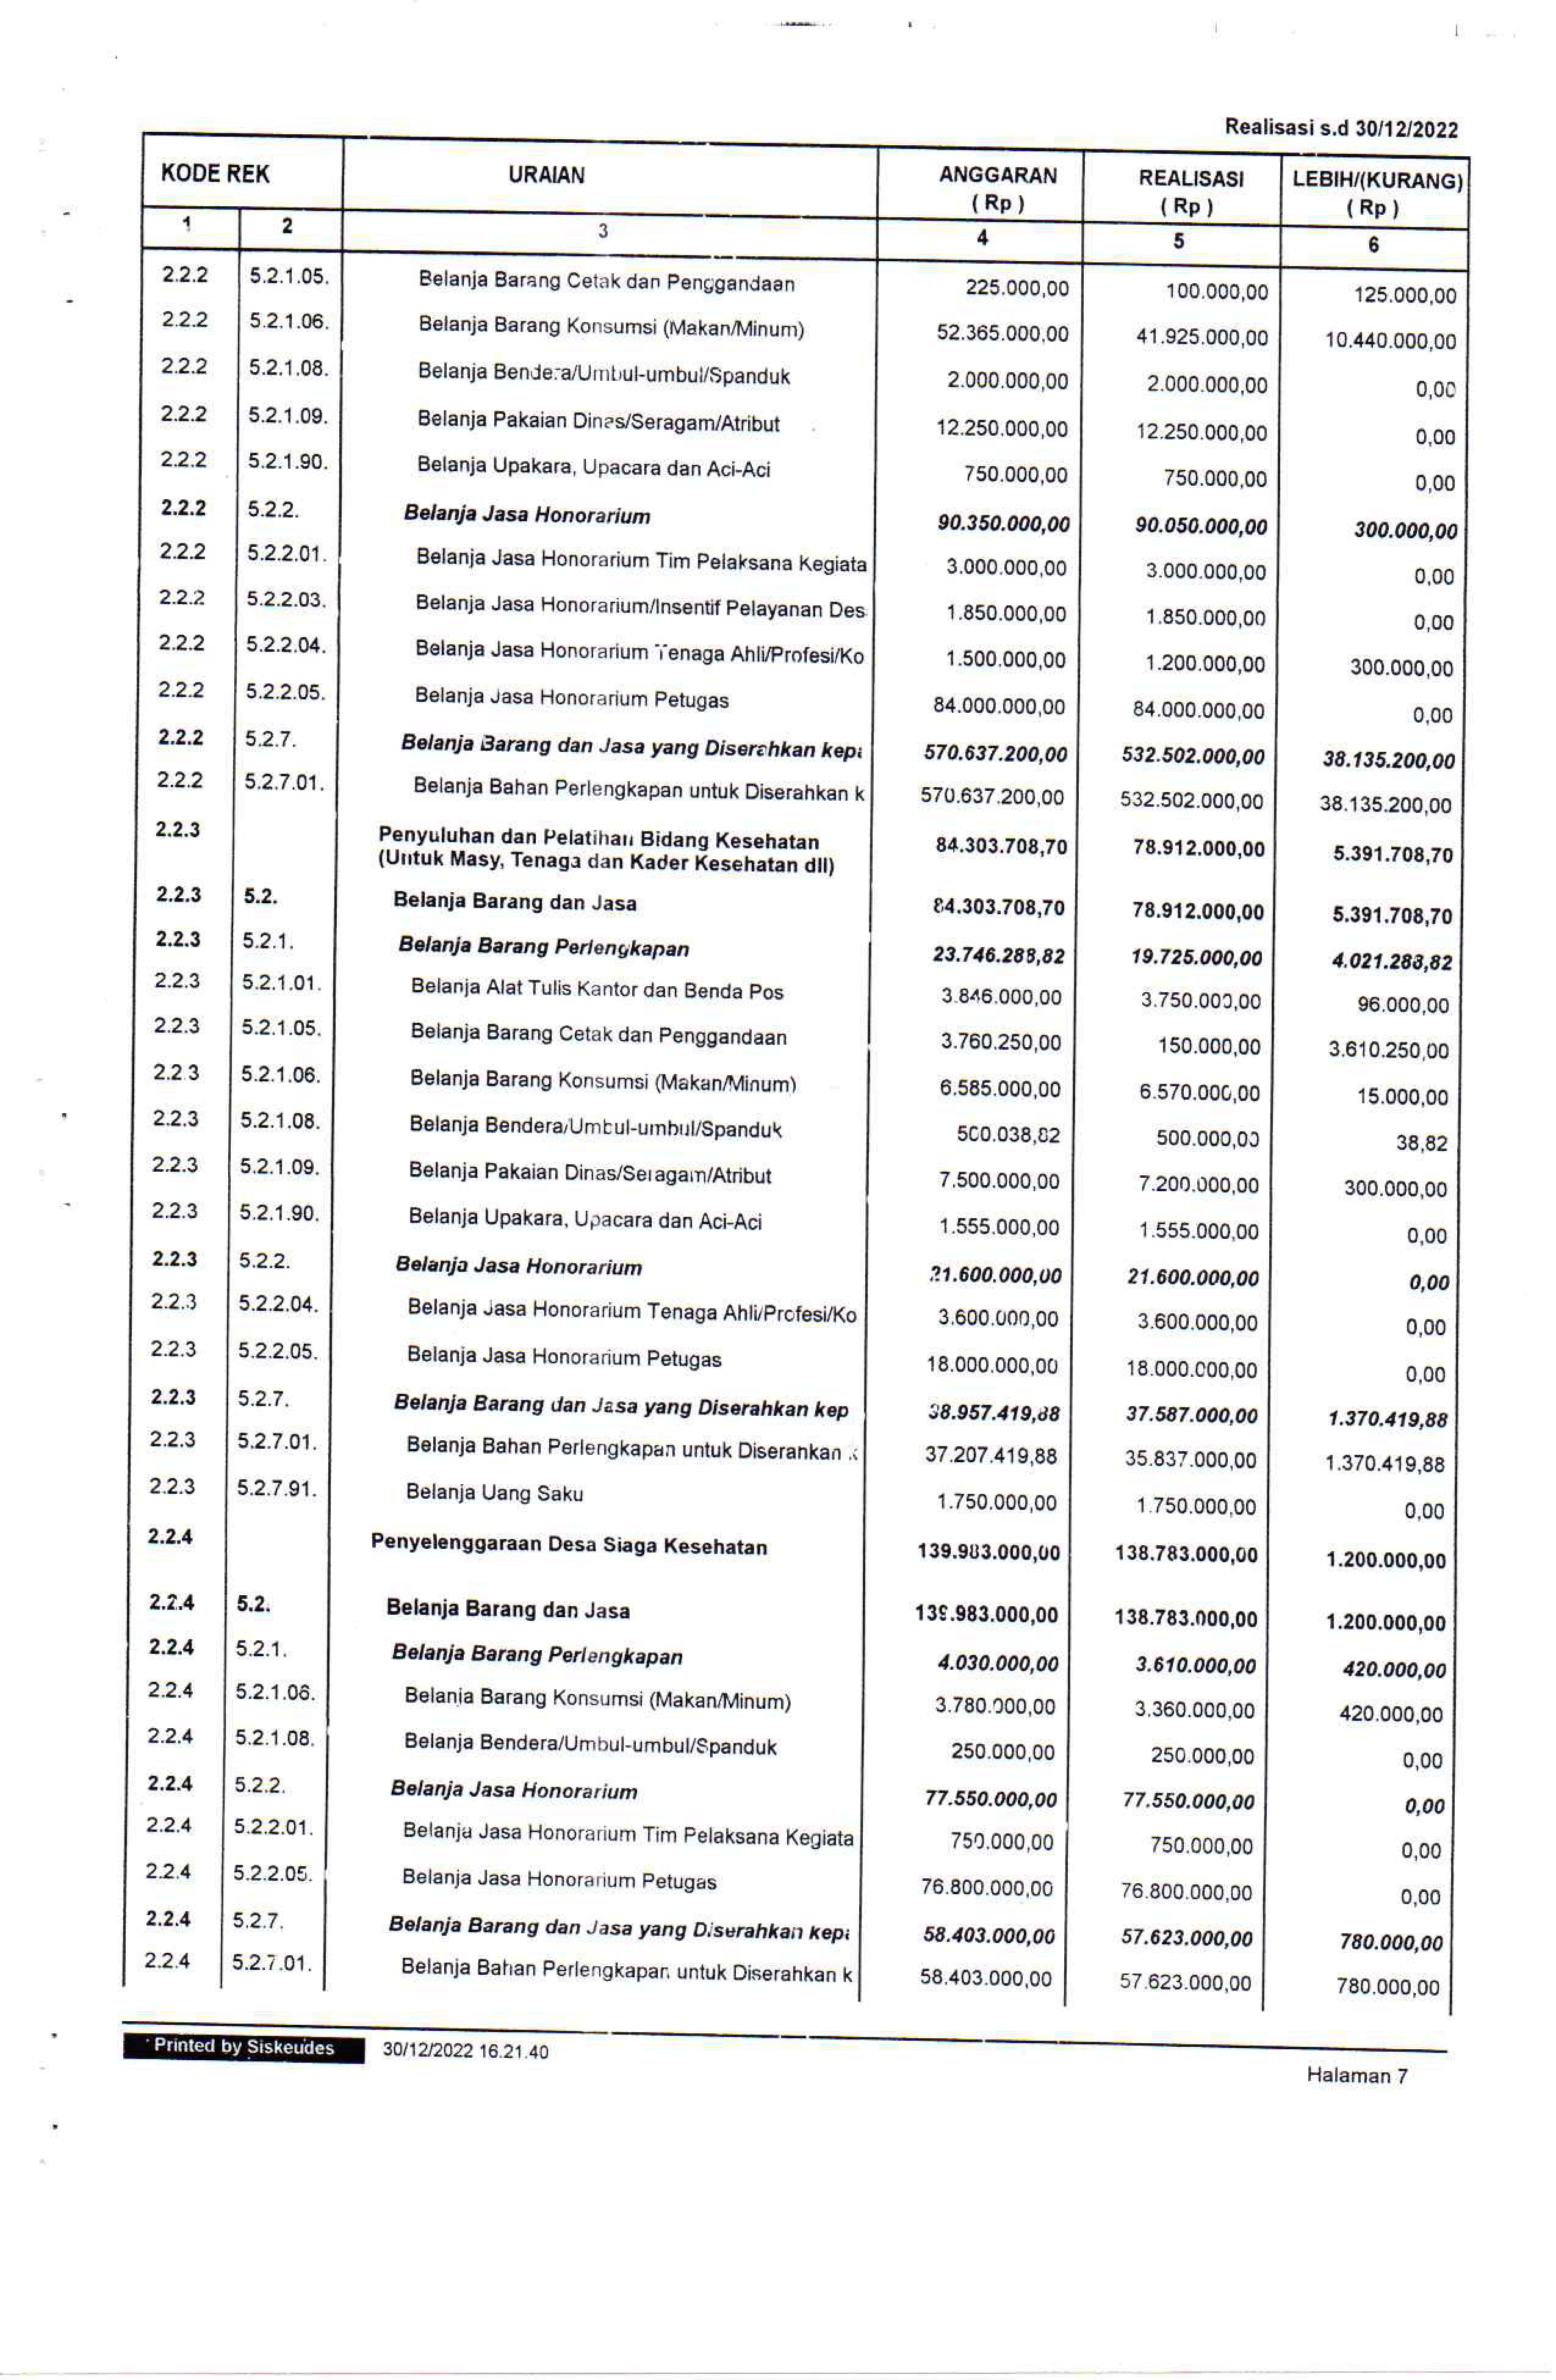 Realisasi s.d 30/12/2022
KODE REK URAIAN ANGGARAN REALISASI LEBIH/(KURANG)
( Rp ) ( Rp ) ( Rp )
1 2 3 4 5 6
2.2.2 5.2.1.05. Belanja Barang Cetak dan Penggandaan 225.000,00 100.000,00 125.000,00
2.2.2 5.2.1.06. Belanja Barang Konsumsi (Makan/Minum) 52.365.000,00 41.925.000,00 10.440.000,00
2.2.2 5.2.1.08. Belanja Bendera/Umbul-umbul/Spanduk 2.000.000,00 2.000.000,00 0,00
2.2.2 5.2.1.09. Belanja Pakaian Dinas/Seragam/Atribut 12.250.000,00 12.250.000,00 0,00
2.2.2 5.2.1.90. Belanja Upakara, Upacara dan Aci-Aci 750.000,00 750.000,00 0,00
2.2.2 5.2.2. Belanja Jasa Honorarium 90.350.000,00 90.050.000,00 300.000,00
2.2.2 5.2.2.01. Belanja Jasa Honorarium Tim Pelaksana Kegiata 3.000.000,00 3.000.000,00 0,00
2.2.2 5.2.2.03. Belanja Jasa Honorarium/Insentif Pelayanan Des 1.850.000,00 1.850.000,00 0,00
2.2.2 5.2.2.04. Belanja Jasa Honorarium Tenaga Ahli/Profesi/Ko 1.500.000,00 1.200.000,00 300.000,00
2.2.2 5.2.2.05. Belanja Jasa Honorarium Petugas 84.000.000,00 84.000.000,00 0,00
2.2.2 5.2.7. Belanja Barang dan Jasa yang Diserahkan kepa 570.637.200,00 532.502.000,00 38.135.200,00
2.2.2 5.2.7.01. Belanja Bahan Perlengkapan untuk Diserahkan k 570.637.200,00 532.502.000,00 38.135.200,00
2.2.3 Penyuluhan dan Pelatihan Bidang Kesehatan 84.303.708,70 78.912.000,00 5.391.708,70
(Untuk Masy, Tenaga dan Kader Kesehatan dll)
2.2.3 5.2. Belanja Barang dan Jasa 84.303.708,70 78.912.000,00 5.391.708,70
2.2.3 5.2.1. Belanja Barang Perlengkapan 23.746.288,82 19.725.000,00 4.021.288,82
2.2.3 5.2.1.01. Belanja Alat Tulis Kantor dan Benda Pos 3.846.000,00 3.750.000,00 96.000,00
2.2.3 5.2.1.05. Belanja Barang Cetak dan Penggandaan 3.760.250,00 150.000,00 3.610.250,00
2.2.3 5.2.1.06. Belanja Barang Konsumsi (Makan/Minum) 6.585.000,00 6.570.000,00 15.000,00
2.2.3 5.2.1.08. Belanja Bendera/Umbul-umbul/Spanduk 500.038,82 500.000,00 38,82
2.2.3 5.2.1.09. Belanja Pakaian Dinas/Seragam/Atribut 7.500.000,00 7.200.000,00 300.000,00
2.2.3 5.2.1.90. Belanja Upakara, Upacara dan Aci-Aci 1.555.000,00 1.555.000,00 0,00
2.2.3 5.2.2. Belanja Jasa Honorarium 21.600.000,00 21.600.000,00 0,00
2.2.3 5.2.2.04. Belanja Jasa Honorarium Tenaga Ahli/Profesi/Ko 3.600.000,00 3.600.000,00 0,00
2.2.3 5.2.2.05. Belanja Jasa Honorarium Petugas 18.000.000,00 18.000.000,00 0,00
2.2.3 5.2.7. Belanja Barang dan Jasa yang Diserahkan kep 38.957.419,88 37.587.000,00 1.370.419,88
2.2.3 5.2.7.01. Belanja Bahan Perlengkapan untuk Diserahkan k 37.207.419,88 35.837.000,00 1.370.419,88
2.2.3 5.2.7.91. Belanja Uang Saku 1.750.000,00 1.750.000,00 0,00
2.2.4 Penyelenggaraan Desa Siaga Kesehatan 139.983.000,00 138.783.000,00 1.200.000,00
2.2.4 5.2. Belanja Barang dan Jasa 139.983.000,00 138.783.000,00 1.200.000,00
2.2.4 5.2.1. Belanja Barang Perlengkapan 4.030.000,00 3.610.000,00 420.000,00
2.2.4 5.2.1.06. Belanja Barang Konsumsi (Makan/Minum) 3.780.000,00 3.360.000,00 420.000,00
2.2.4 5.2.1.08. Belanja Bendera/Umbul-umbul/Spanduk 250.000,00 250.000,00 0,00
2.2.4 5.2.2. Belanja Jasa Honorarium 77.550.000,00 77.550.000,00 0,00
2.2.4 5.2.2.01. Belanja Jasa Honorarium Tim Pelaksana Kegiata 750.000,00 750.000,00 0,00
2.2.4 5.2.2.05. Belanja Jasa Honorarium Petugas 76.800.000,00 76.800.000,00 0,00
2.2.4 5.2.7. Belanja Barang dan Jasa yang Diserahkan kepa 58.403.000,00 57.623.000,00 780.000,00
2.2.4 5.2.7.01. Belanja Bahan Perlengkapan untuk Diserahkan k 58.403.000,00 57.623.000,00 780.000,00
Printed by Siskeudes 30/12/2022 16.21.40
Halaman 7